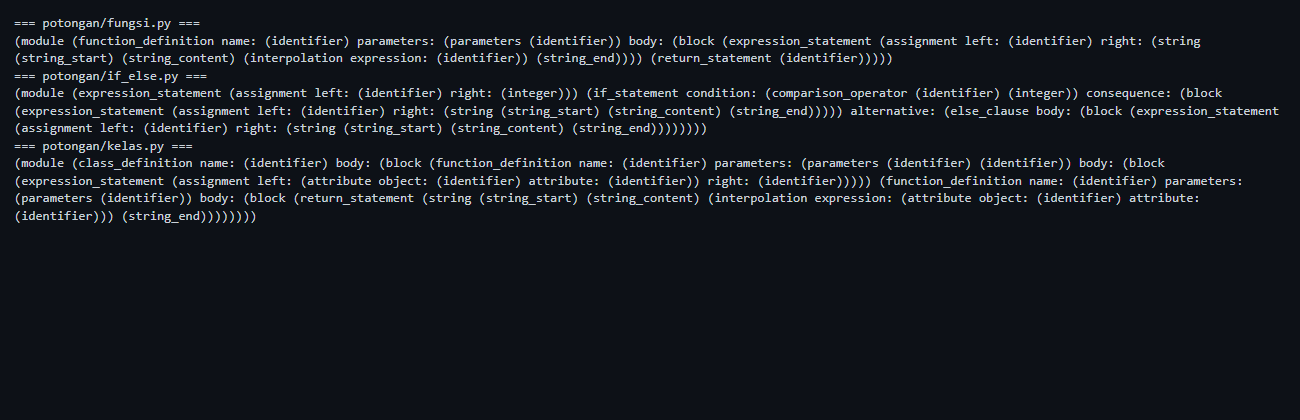 === potongan/fungsi.py ===
(module (function_definition name: (identifier) parameters: (parameters (identifier)) body: (block (expression_statement (assignment left: (identifier) right: (string
(string_start) (string_content) (interpolation expression: (identifier)) (string_end)))) (return_statement (identifier)))))
=== potongan/if_else.py ===
(module (expression_statement (assignment left: (identifier) right: (integer))) (if_statement condition: (comparison_operator (identifier) (integer)) consequence: (block
(expression_statement (assignment left: (identifier) right: (string (string_start) (string_content) (string_end))))) alternative: (else_clause body: (block (expression_statement
(assignment left: (identifier) right: (string (string_start) (string_content) (string_end))))))))
=== potongan/kelas.py ===
(module (class_definition name: (identifier) body: (block (function_definition name: (identifier) parameters: (parameters (identifier) (identifier)) body: (block
(expression_statement (assignment left: (attribute object: (identifier) attribute: (identifier)) right: (identifier))))) (function_definition name: (identifier) parameters:
(parameters (identifier)) body: (block (return_statement (string (string_start) (string_content) (interpolation expression: (attribute object: (identifier) attribute:
(identifier))) (string_end))))))))